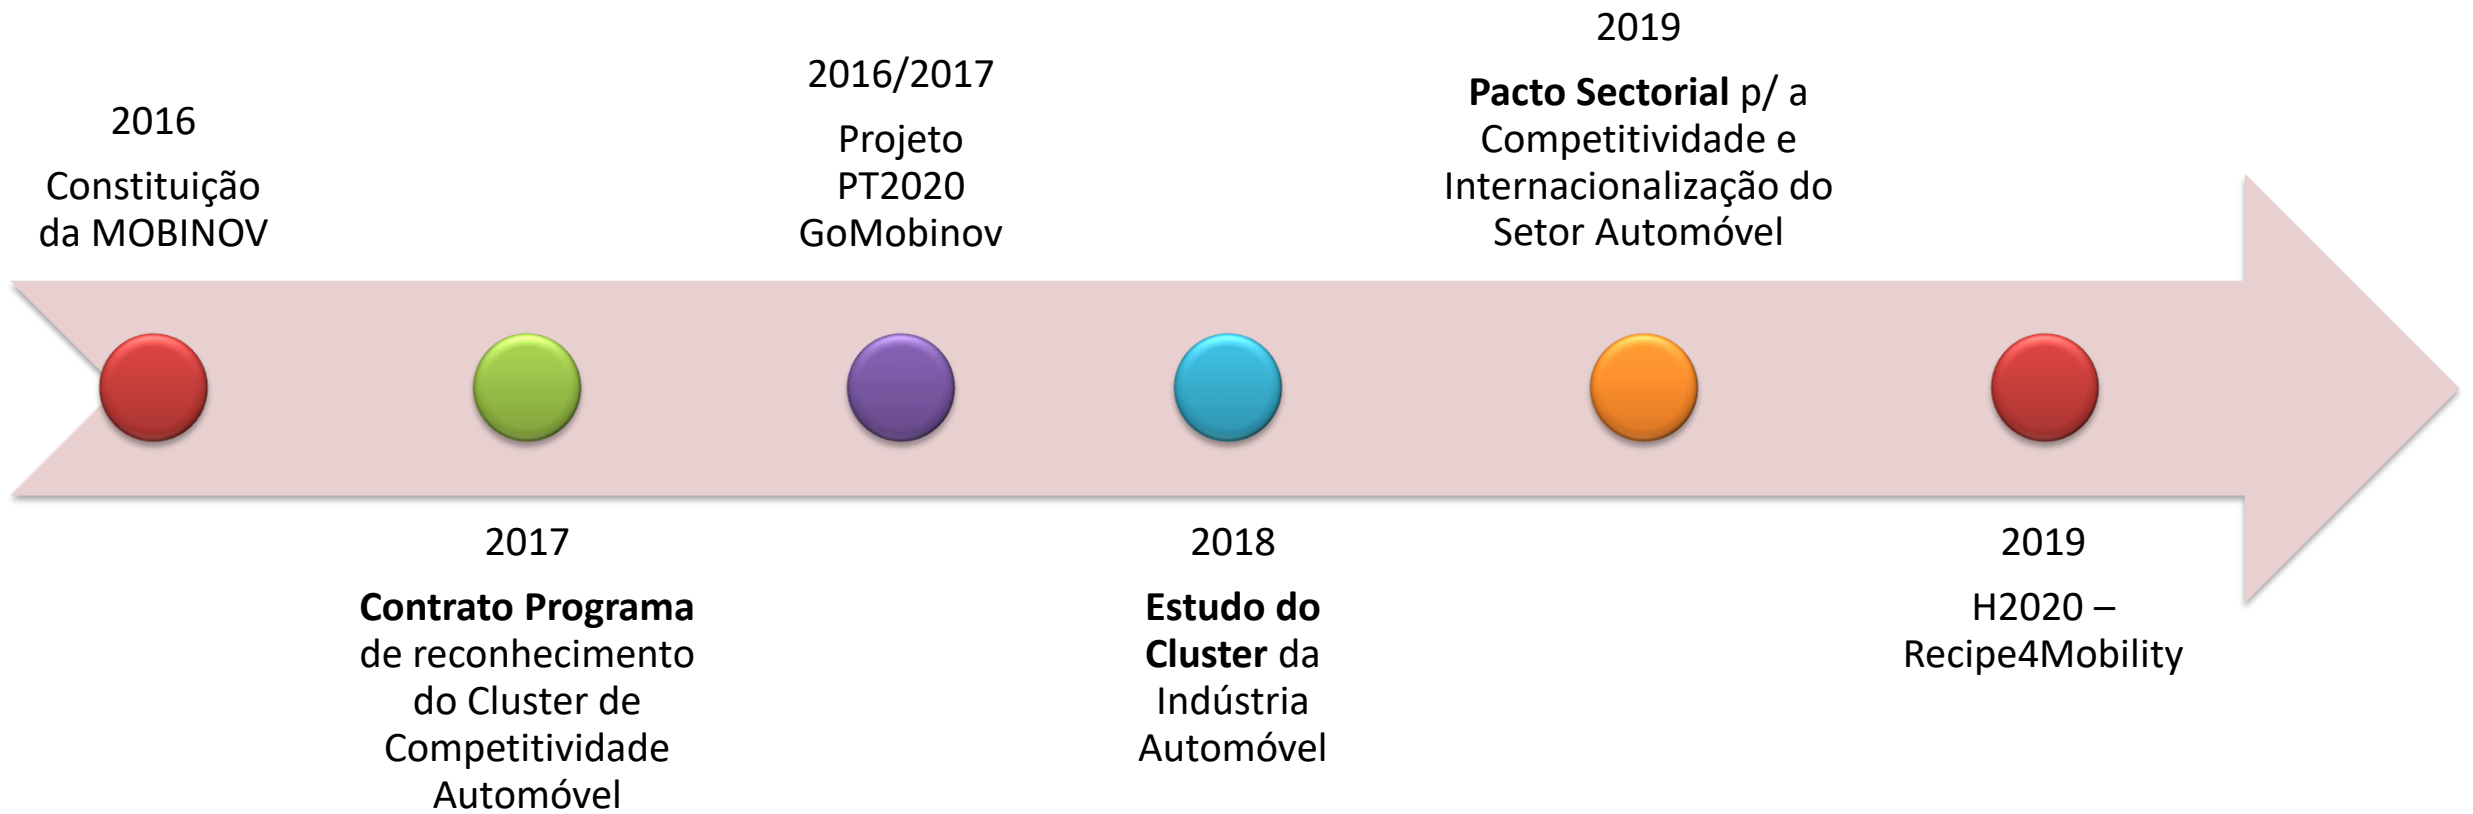 2016
Constituição
da MOBINOV
2017
Contrato Programa
de reconhecimento
do Cluster de
Competitividade
Automóvel
2016/2017
Projeto
PT2020
GoMobinov
2018
Estudo do
Cluster da
Indústria
Automóvel
2019
Pacto Sectorial p/ a
Competitividade e
Internacionalização do
Setor Automóvel
2019
H2020 –
Recipe4Mobility